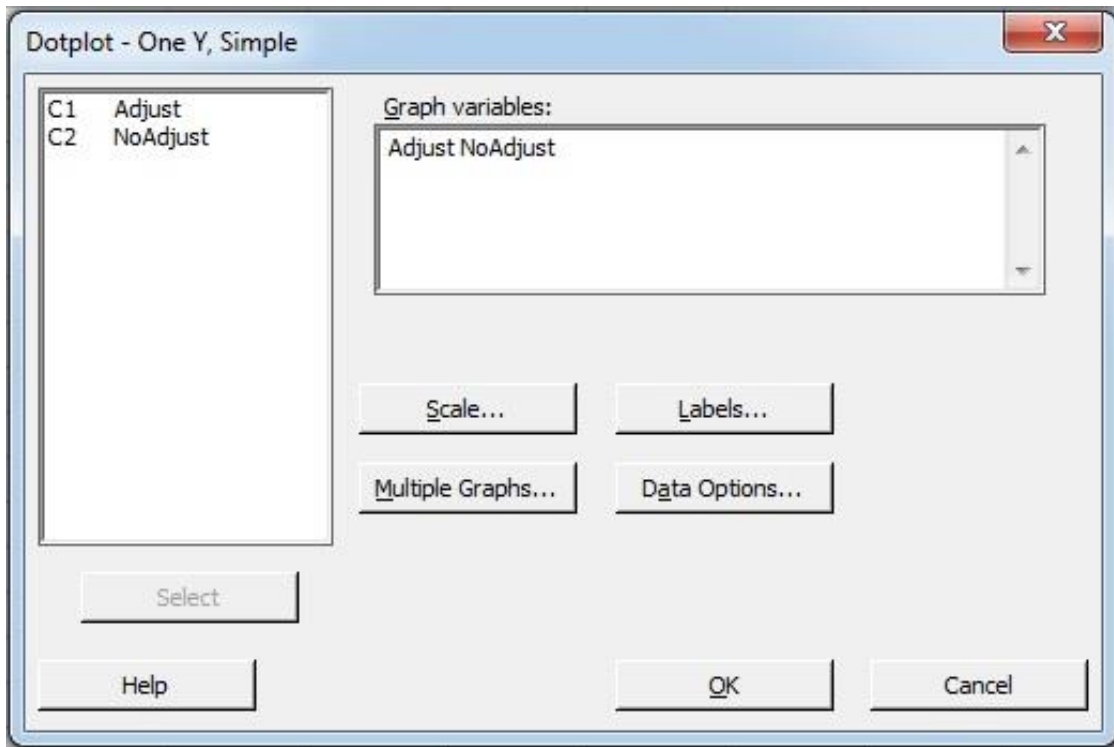 Dotplot - One Y, Simple
C1 Adjust
C2 NoAdjust
Graph variables:
Adjust NoAdjust
Scale...
Labels...
Multiple Graphs...
Data Options...
Select
Help
OK
Cancel